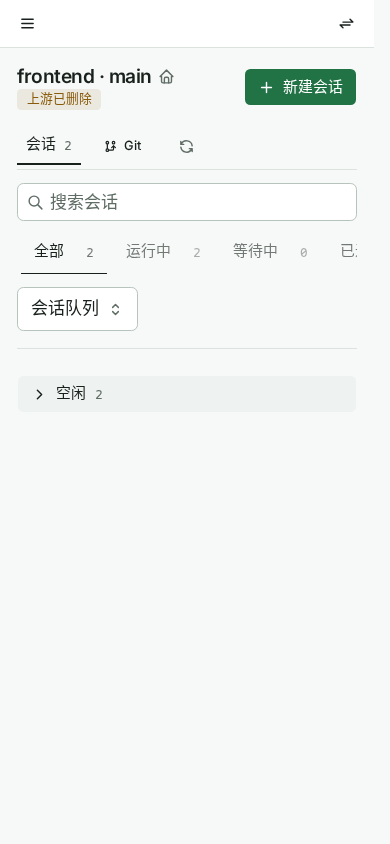 frontend · main
上游已删除
新建会话
会话 2
Git
搜索会话
全部 2
运行中 2
等待中 0
已
会话队列
空闲 2